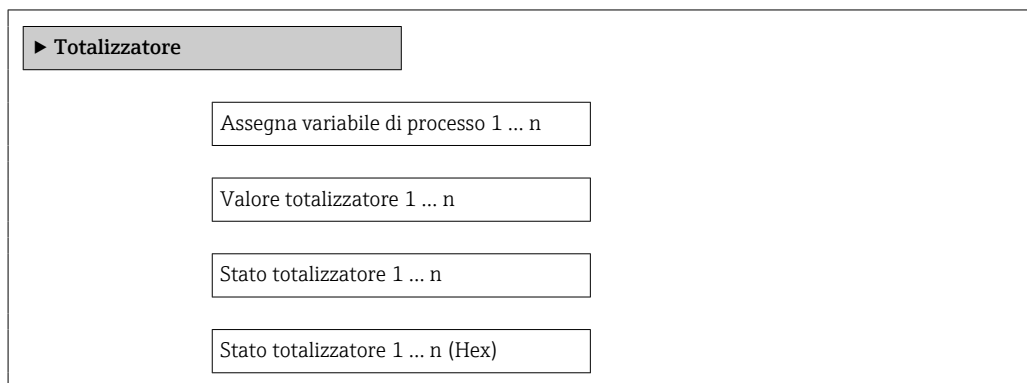 ► Totalizzatore
Assegna variabile di processo 1 … n
Valore totalizzatore 1 … n
Stato totalizzatore 1 … n
Stato totalizzatore 1 … n (Hex)